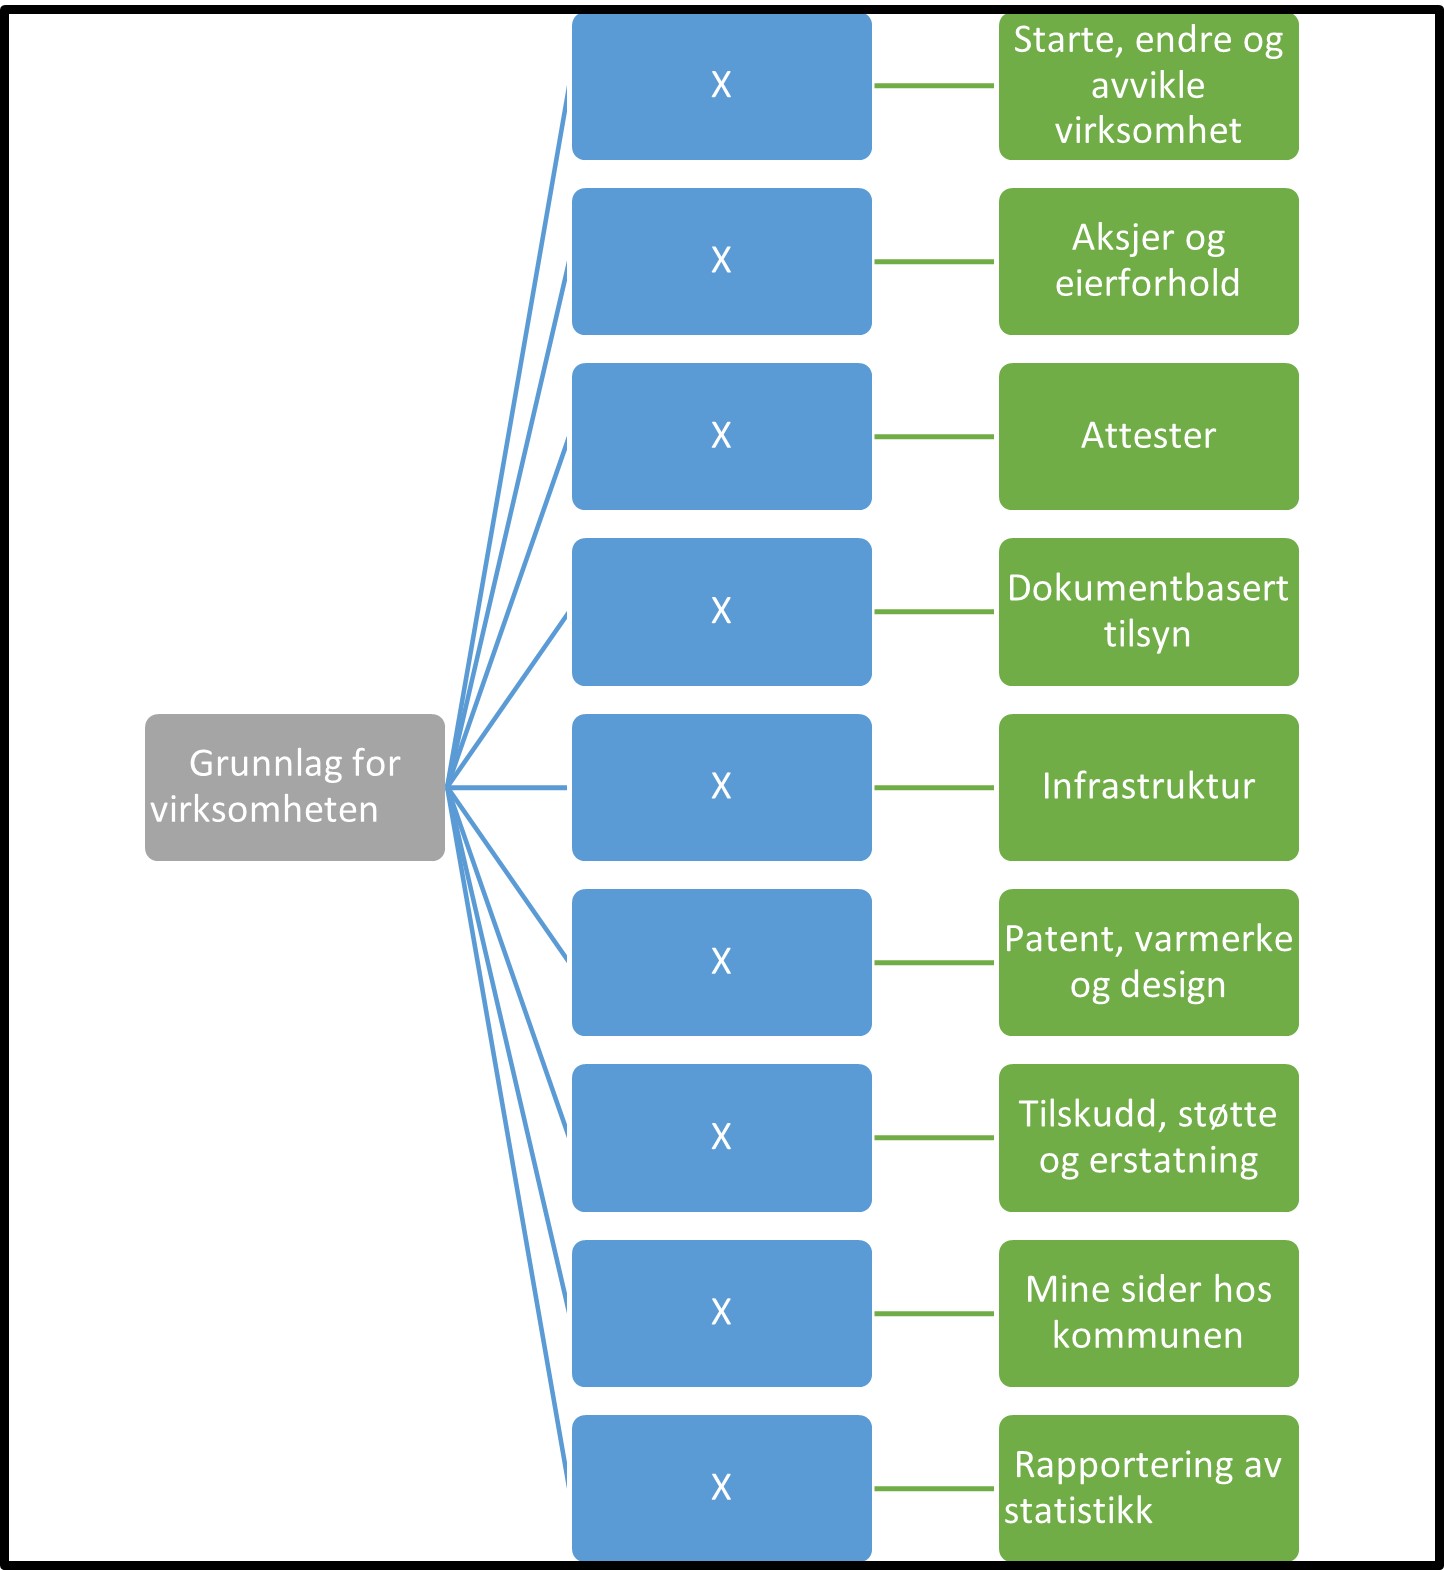 X
Starte, endre og
avvikle
virksomhet
X
Aksjer og
eierforhold
X
Attester
X
Dokumentbasert
tilsyn
Grunnlag for
virksomheten
X
Infrastruktur
X
Patent, varmerke
og design
X
Tilskudd, støtte
og erstatning
X
Mine sider hos
kommunen
X
Rapportering av
statistikk